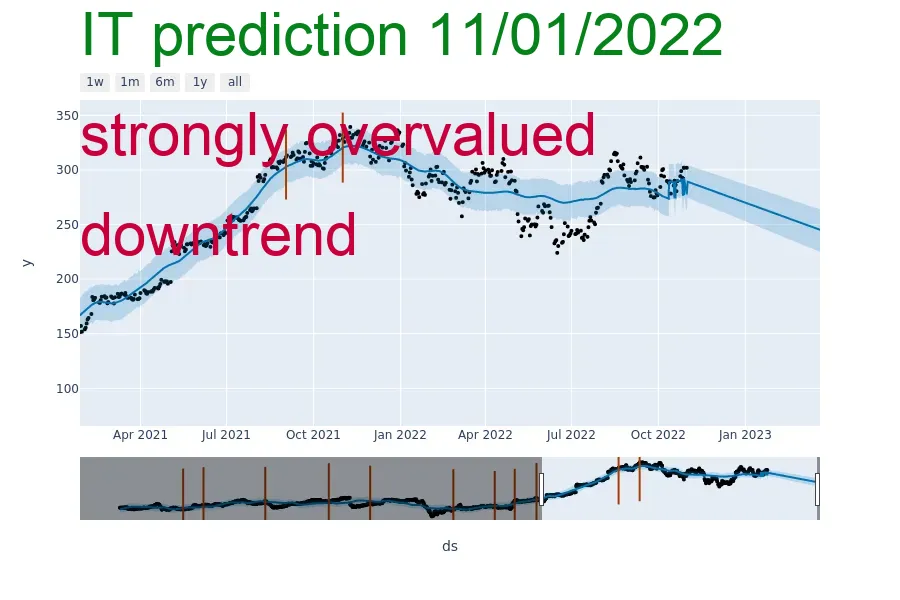 IT prediction 11/01/2022
1w 1m 6m 1y all
strongly overvalued
downtrend
350
300
250
200
150
100
y
Apr 2021 Jul 2021 Oct 2021 Jan 2022 Apr 2022 Jul 2022 Oct 2022 Jan 2023
ds